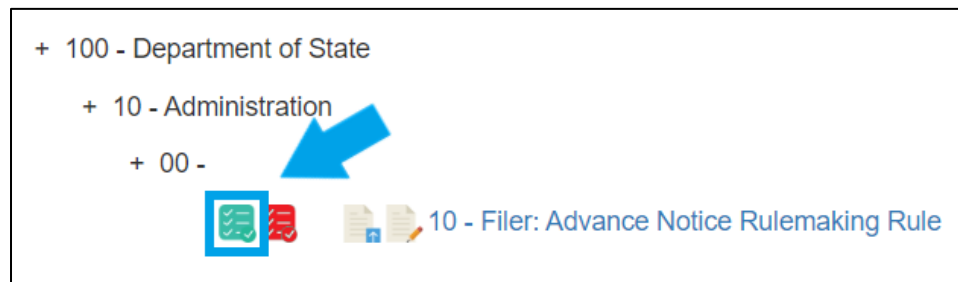 + 100 - Department of State
+ 10 - Administration
+ 00 -
10 - Filer: Advance Notice Rulemaking Rule